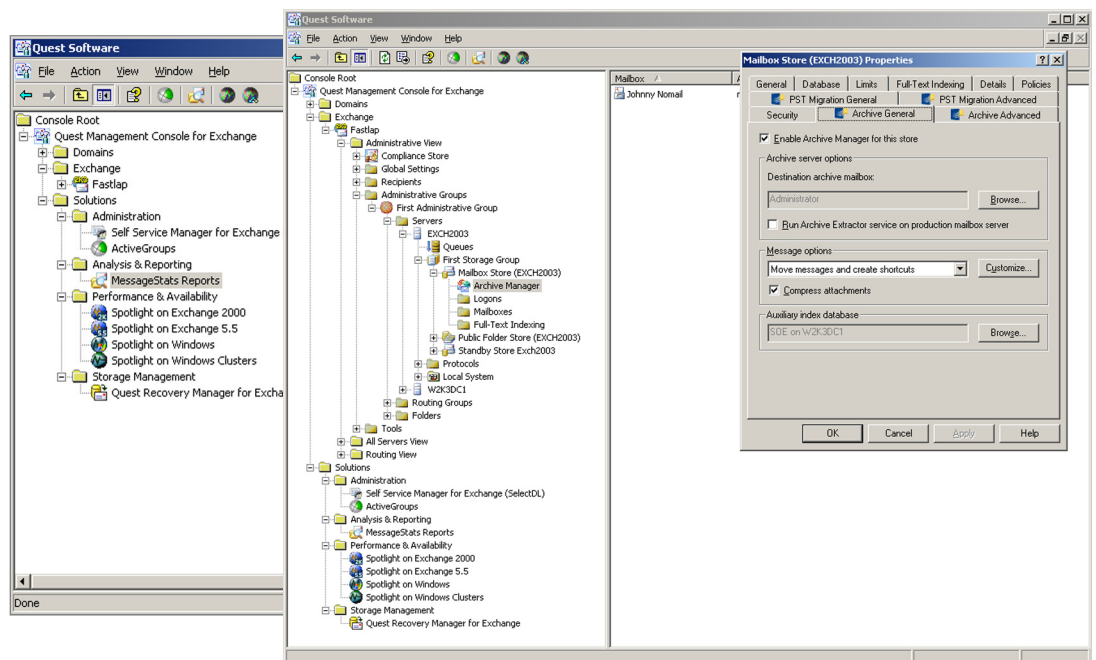 Quest Software
File Action View Window Help
Console Root
Quest Management Console for Exchange
Domains
Exchange
Fastlap
Solutions
Administration
Self Service Manager for Exchange
ActiveGroups
Analysis & Reporting
MessageStats Reports
Performance & Availability
Spotlight on Exchange 2000
Spotlight on Exchange 5.5
Spotlight on Windows
Spotlight on Windows Clusters
Storage Management
Quest Recovery Manager for Excha
Done
Quest Software
File Action View Window Help
Console Root
Quest Management Console for Exchange
Domains
Exchange
Fastlap
Administrative View
Compliance Store
Global Settings
Recipients
Administrative Groups
First Administrative Group
Servers
EXCH2003
Queues
First Storage Group
Mailbox Store (EXCH2003)
Archive Manager
Logons
Mailboxes
Full-Text Indexing
Public Folder Store (EXCH2003)
Standby Store Exch2003
Protocols
Local System
W2K3DC1
Routing Groups
Folders
Tools
All Servers View
Routing View
Solutions
Administration
Self Service Manager for Exchange (SelectDL)
ActiveGroups
Analysis & Reporting
MessageStats Reports
Performance & Availability
Spotlight on Exchange 2000
Spotlight on Exchange 5.5
Spotlight on Windows
Spotlight on Windows Clusters
Storage Management
Quest Recovery Manager for Exchange
Mailbox
Johnny Nomail
Mailbox Store (EXCH2003) Properties
General Database Limits Full-Text Indexing Details Policies
PST Migration General PST Migration Advanced
Security Archive General Archive Advanced
Enable Archive Manager for this store
Archive server options
Destination archive mailbox:
Administrator Browse...
Run Archive Extractor service on production mailbox server
Message options
Move messages and create shortcuts Customize...
Compress attachments
Auxiliary index database
SDE on W2K3DC1 Browse...
OK Cancel Apply Help